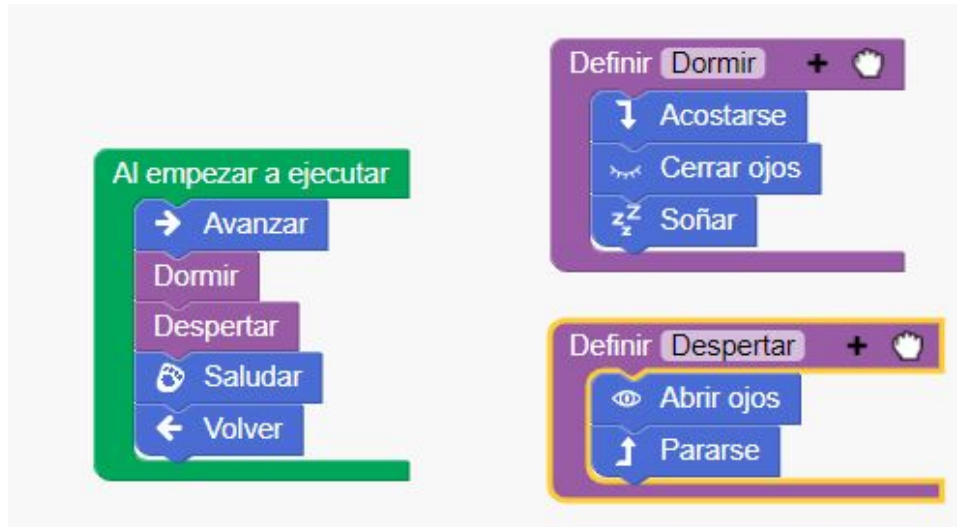 Al empezar a ejecutar
Avanzar
Dormir
Despertar
Saludar
Volver
Definir Dormir +
Acostarse
Cerrar ojos
zzZ Soñar
Definir Despertar +
Abrir ojos
Pararse